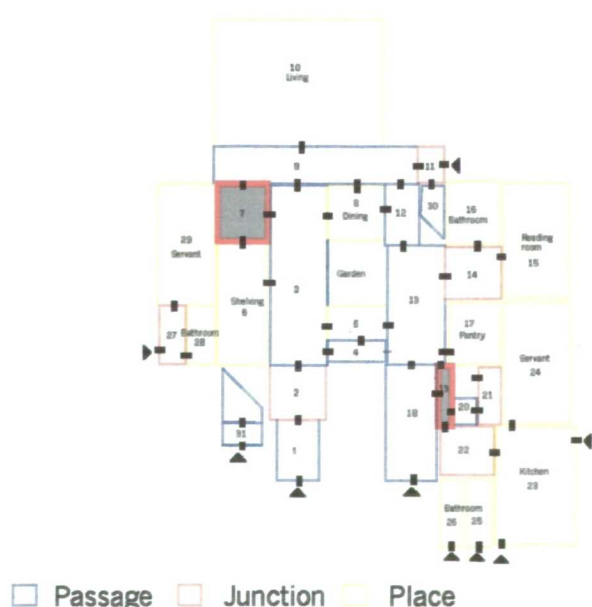 10
Living
9
11
7
8
Dining
12
30
16
Bathroom
29
Servant
3
Reading
room
15
Garden
14
Shelving
6
13
27
Bathroom
28
5
17
Pantry
4
Servant
24
2
18
19
20
21
31
1
22
Kitchen
23
Bathroom
26 25
Passage Junction Place